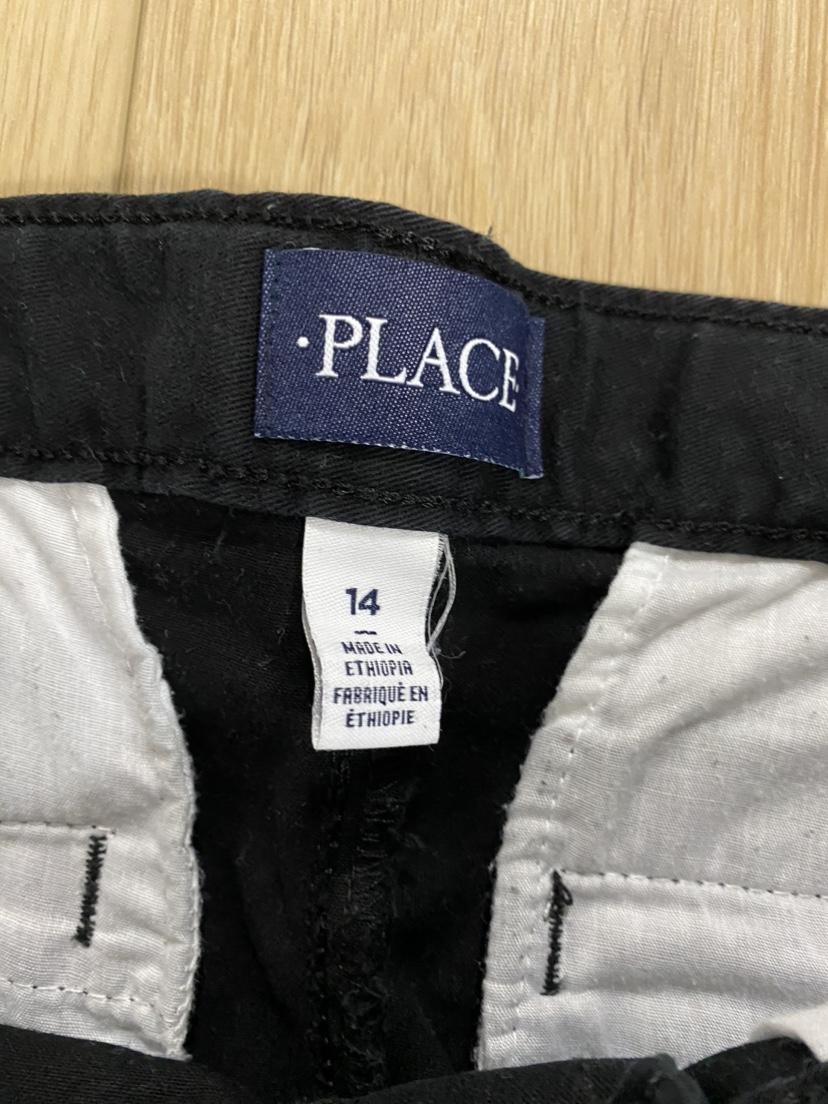 ·PLACE·
14
MADE IN
ETHIOPIA
FABRIQUÉ EN
ÉTHIOPIE